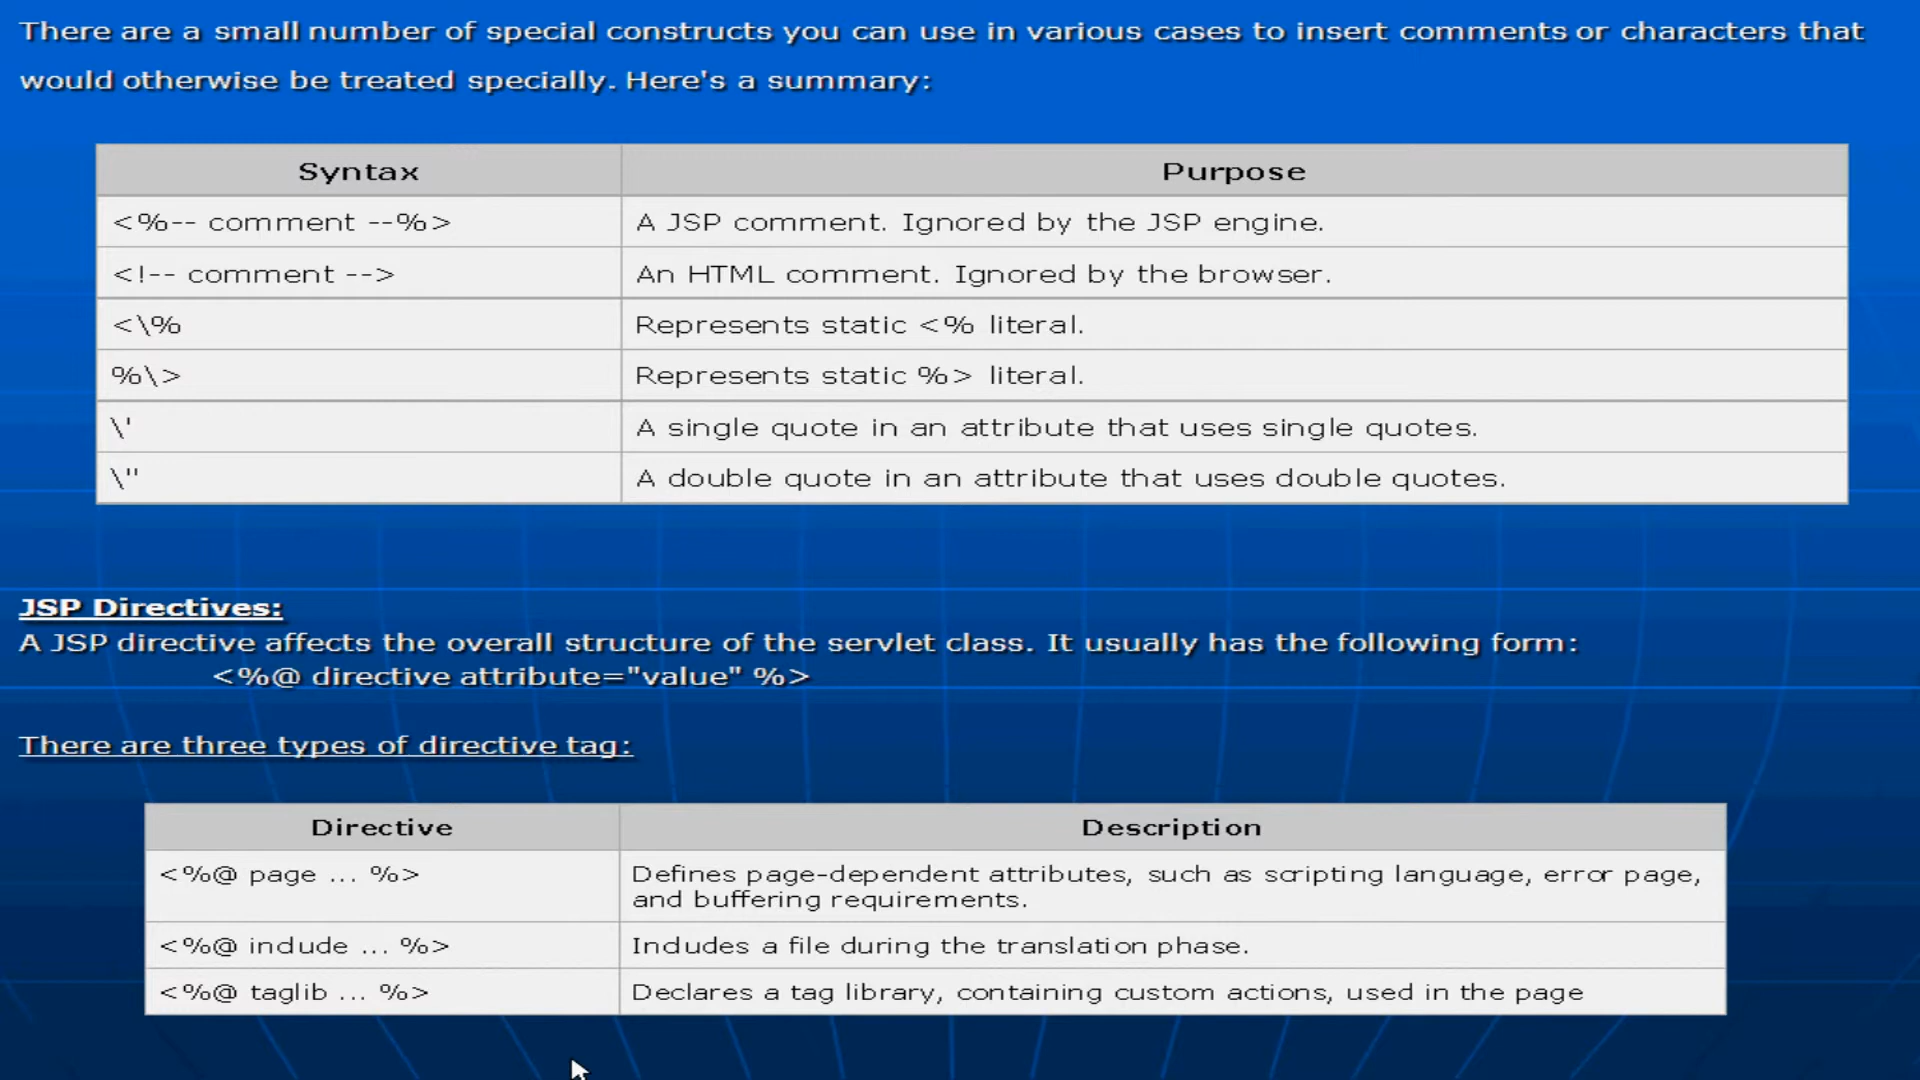 There are a small number of special constructs you can use in various cases to insert comments or characters that
would otherwise be treated specially. Here's a summary:
Syntax Purpose
<%-- comment --%> A JSP comment. Ignored by the JSP engine.
<!-- comment --> An HTML comment. Ignored by the browser.
<\% Represents static <% literal.
%\> Represents static %> literal.
\' A single quote in an attribute that uses single quotes.
\" A double quote in an attribute that uses double quotes.
JSP Directives:
A JSP directive affects the overall structure of the servlet class. It usually has the following form:
<%@ directive attribute="value" %>
There are three types of directive tag:
Directive Description
<%@ page ... %> Defines page-dependent attributes, such as scripting language, error page,
and buffering requirements.
<%@ include ... %> Includes a file during the translation phase.
<%@ taglib ... %> Declares a tag library, containing custom actions, used in the page